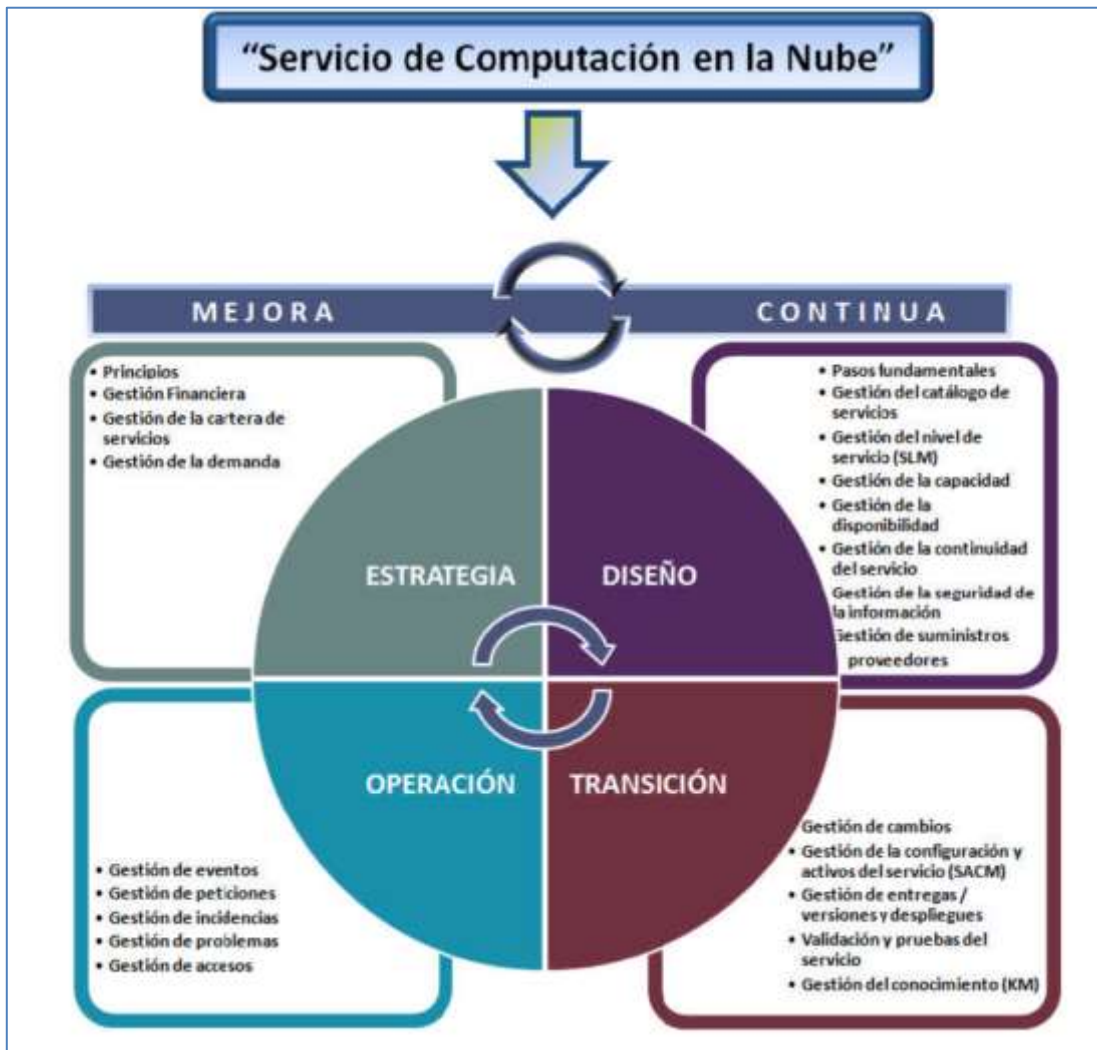 “Servicio de Computación en la Nube”
MEJORA CONTINUA
• Principios
• Gestión Financiera
• Gestión de la cartera de
servicios
• Gestión de la demanda
• Pasos fundamentales
• Gestión del catálogo de
servicios
• Gestión del nivel de
servicio (SLM)
• Gestión de la capacidad
• Gestión de la
disponibilidad
• Gestión de la continuidad
del servicio
Gestión de la seguridad de
la información
Gestión de suministros
proveedores
ESTRATEGIA
DISEÑO
OPERACIÓN
TRANSICIÓN
• Gestión de eventos
• Gestión de peticiones
• Gestión de incidencias
• Gestión de problemas
• Gestión de accesos
Gestión de cambios
• Gestión de la configuración y
activos del servicio (SACM)
• Gestión de entregas /
versiones y despliegues
• Validación y pruebas del
servicio
• Gestión del conocimiento (KM)